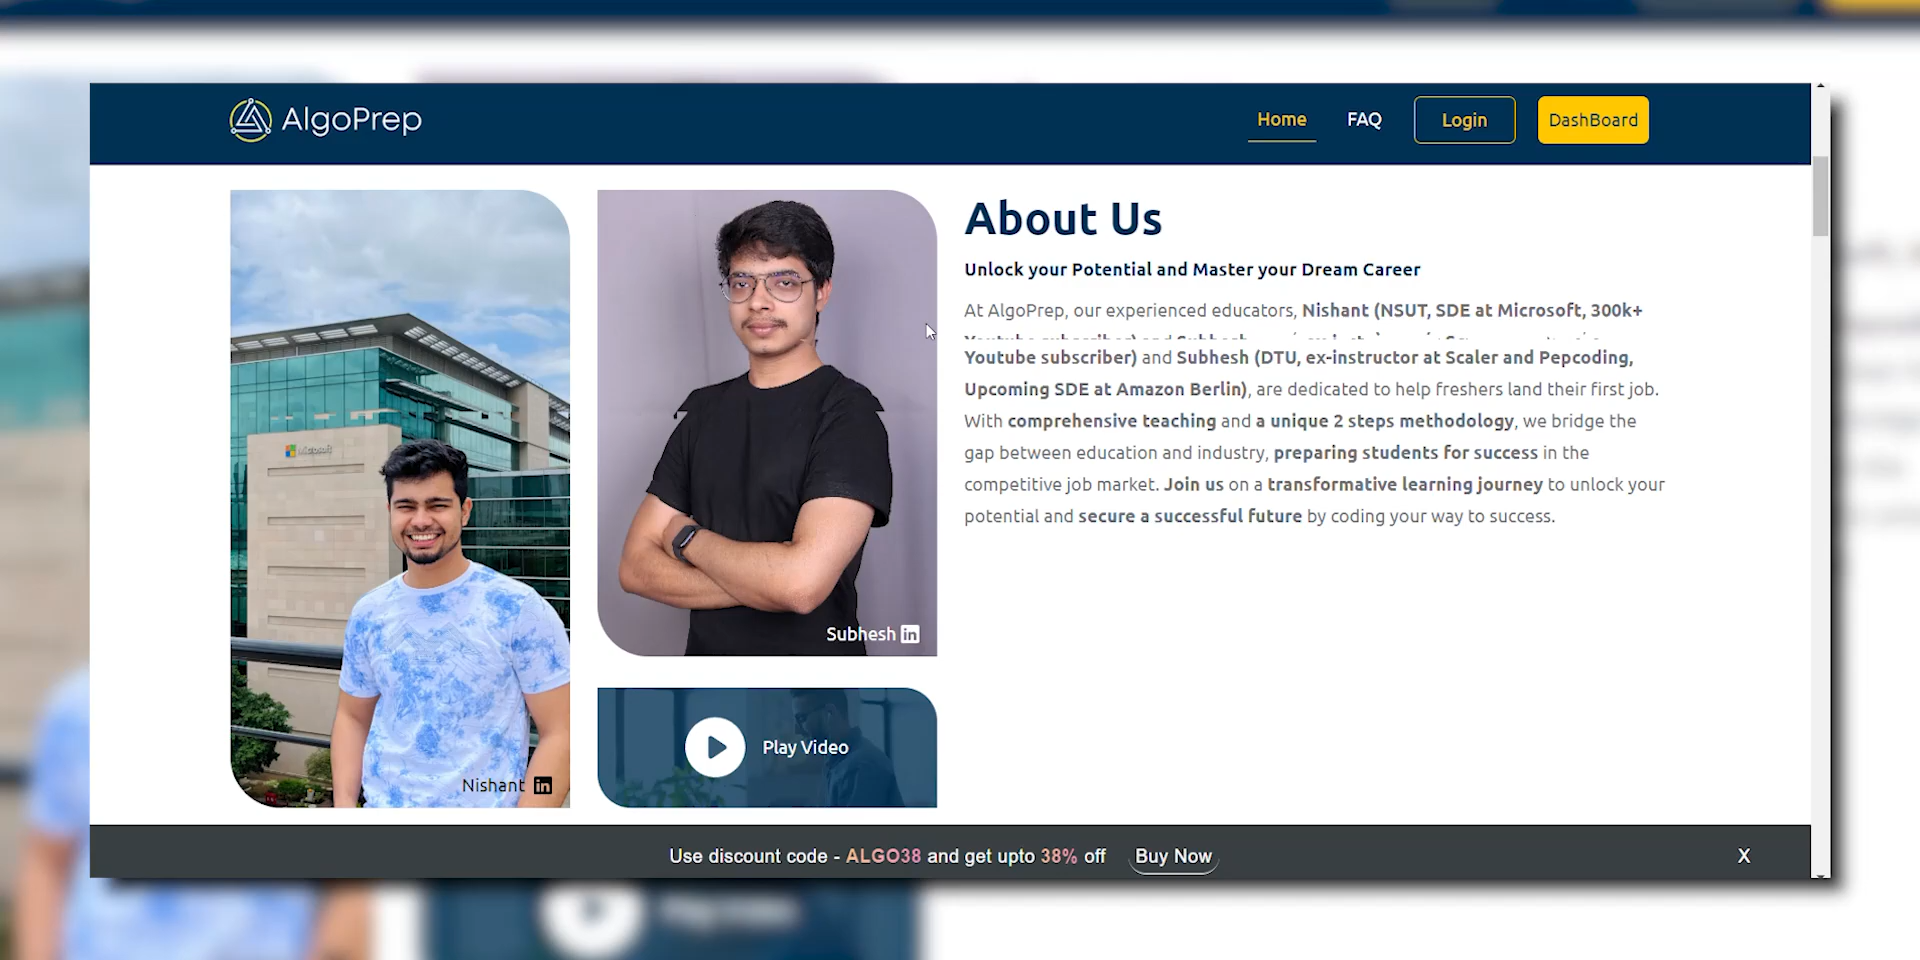 AlgoPrep
Home
FAQ
Login
DashBoard
About Us
Unlock your Potential and Master your Dream Career
At AlgoPrep, our experienced educators, Nishant (NSUT, SDE at Microsoft, 300k+
Youtube subscriber) and Subhesh (DTU, ex-instructor at Scaler and Pepcoding,
Upcoming SDE at Amazon Berlin), are dedicated to help freshers land their first job.
With comprehensive teaching and a unique 2 steps methodology, we bridge the
gap between education and industry, preparing students for success in the
competitive job market. Join us on a transformative learning journey to unlock your
potential and secure a successful future by coding your way to success.
Microsoft
Subhesh in
Play Video
Nishant in
Use discount code - ALGO38 and get upto 38% off
Buy Now
X